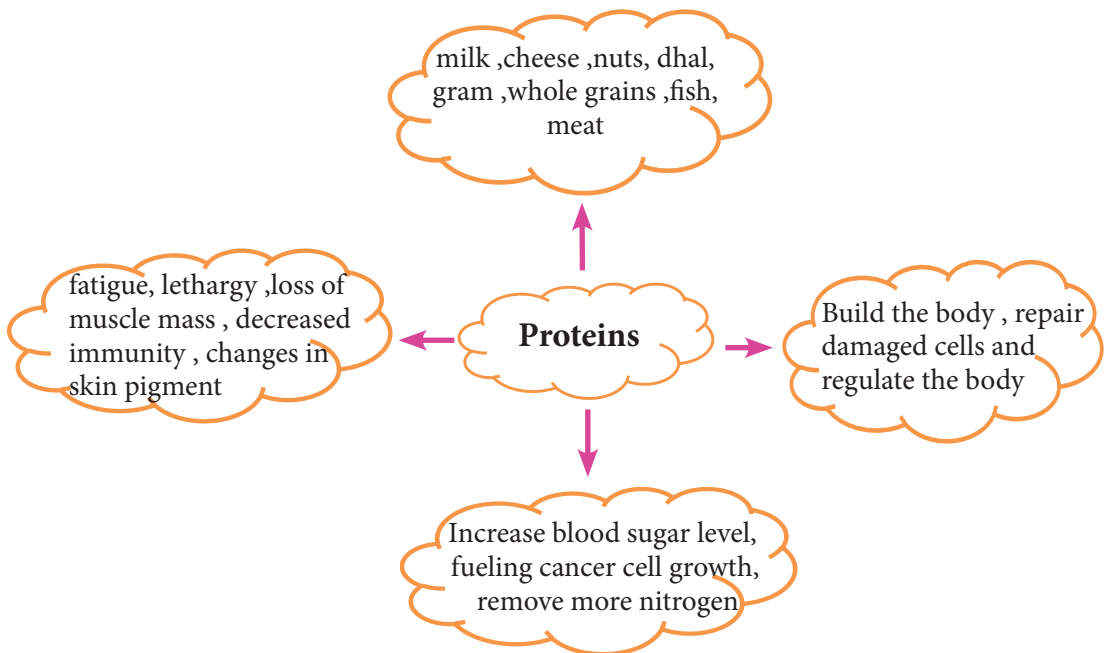 milk ,cheese ,nuts, dhal,
gram ,whole grains ,fish,
meat
fatigue, lethargy ,loss of
muscle mass , decreased
immunity , changes in
skin pigment
Proteins
Build the body , repair
damaged cells and
regulate the body
Increase blood sugar level,
fueling cancer cell growth,
remove more nitrogen